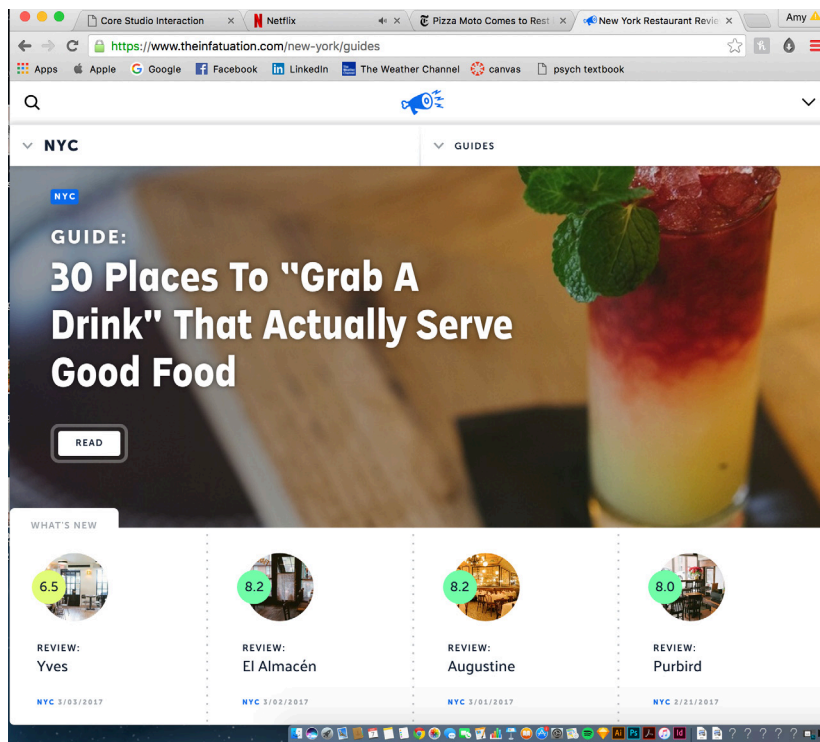 Core Studio Interaction
Netflix
Pizza Moto Comes to Rest
New York Restaurant Revie
Amy
https://www.theinfatuation.com/new-york/guides
Apps
Apple
Google
Facebook
LinkedIn
The Weather Channel
canvas
psych textbook
NYC
GUIDES
NYC
GUIDE:
30 Places To "Grab A
Drink" That Actually Serve
Good Food
READ
WHAT'S NEW
6.5
REVIEW:
Yves
NYC 3/03/2017
8.2
REVIEW:
El Almacén
NYC 3/02/2017
8.2
REVIEW:
Augustine
NYC 3/01/2017
8.0
REVIEW:
Purbird
NYC 2/21/2017